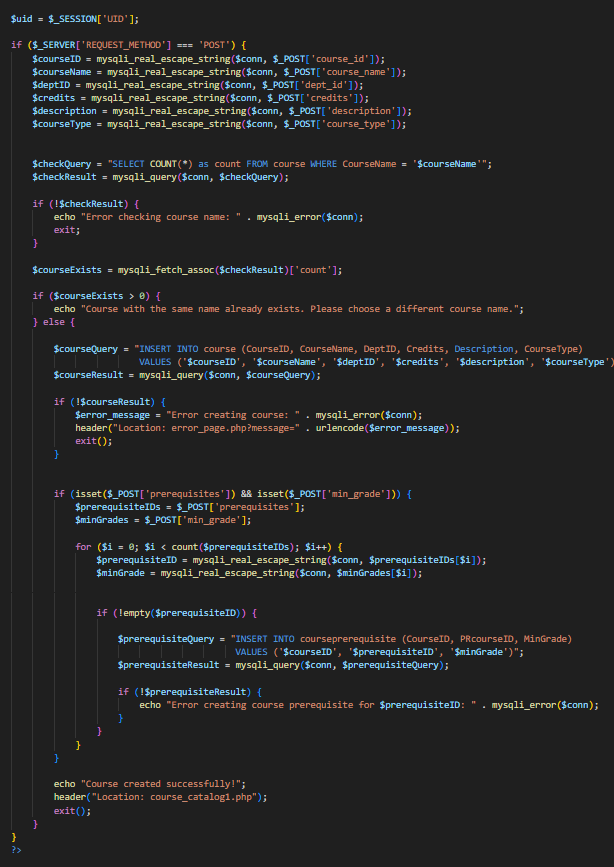 $uid = $_SESSION['UID'];
if ($_SERVER['REQUEST_METHOD'] === 'POST') {
$courseID = mysqli_real_escape_string($conn, $_POST['course_id']);
$courseName = mysqli_real_escape_string($conn, $_POST['course_name']);
$deptID = mysqli_real_escape_string($conn, $_POST['dept_id']);
$credits = mysqli_real_escape_string($conn, $_POST['credits']);
$description = mysqli_real_escape_string($conn, $_POST['description']);
$courseType = mysqli_real_escape_string($conn, $_POST['course_type']);
$checkQuery = "SELECT COUNT(*) as count FROM course WHERE CourseName = '$courseName'";
$checkResult = mysqli_query($conn, $checkQuery);
if (!$checkResult) {
echo "Error checking course name: " . mysqli_error($conn);
exit;
}
$courseExists = mysqli_fetch_assoc($checkResult)['count'];
if ($courseExists > 0) {
echo "Course with the same name already exists. Please choose a different course name.";
} else {
$courseQuery = "INSERT INTO course (CourseID, CourseName, DeptID, Credits, Description, CourseType)
VALUES ('$courseID', '$courseName', '$deptID', '$credits', '$description', '$courseType')
$courseResult = mysqli_query($conn, $courseQuery);
if (!$courseResult) {
$error_message = "Error creating course: " . mysqli_error($conn);
header("Location: error_page.php?message=" . urlencode($error_message));
exit();
}
if (isset($_POST['prerequisites']) && isset($_POST['min_grade'])) {
$prerequisiteIDs = $_POST['prerequisites'];
$minGrades = $_POST['min_grade'];
for ($i = 0; $i < count($prerequisiteIDs); $i++) {
$prerequisiteID = mysqli_real_escape_string($conn, $prerequisiteIDs[$i]);
$minGrade = mysqli_real_escape_string($conn, $minGrades[$i]);
if (!empty($prerequisiteID)) {
$prerequisiteQuery = "INSERT INTO courseprerequisite (CourseID, PRcourseID, MinGrade)
VALUES ('$courseID', '$prerequisiteID', '$minGrade')";
$prerequisiteResult = mysqli_query($conn, $prerequisiteQuery);
if (!$prerequisiteResult) {
echo "Error creating course prerequisite for $prerequisiteID: " . mysqli_error($conn);
}
}
}
}
echo "Course created successfully!";
header("Location: course_catalog1.php");
exit();
}
}
?>